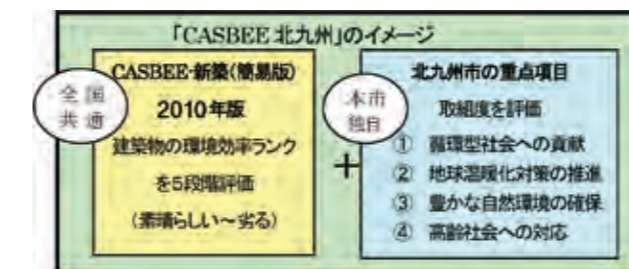 「CASBEE 北九州」のイメージ
全国
共通
CASBEE-新築(簡易版)
2010年版
建築物の環境効率ランク
を5段階評価
(素晴らしい～劣る)
+
本市
独自
北九州市の重点項目
取組度を評価
① 循環型社会への貢献
② 地球温暖化対策の推進
③ 豊かな自然環境の確保
④ 高齢社会への対応